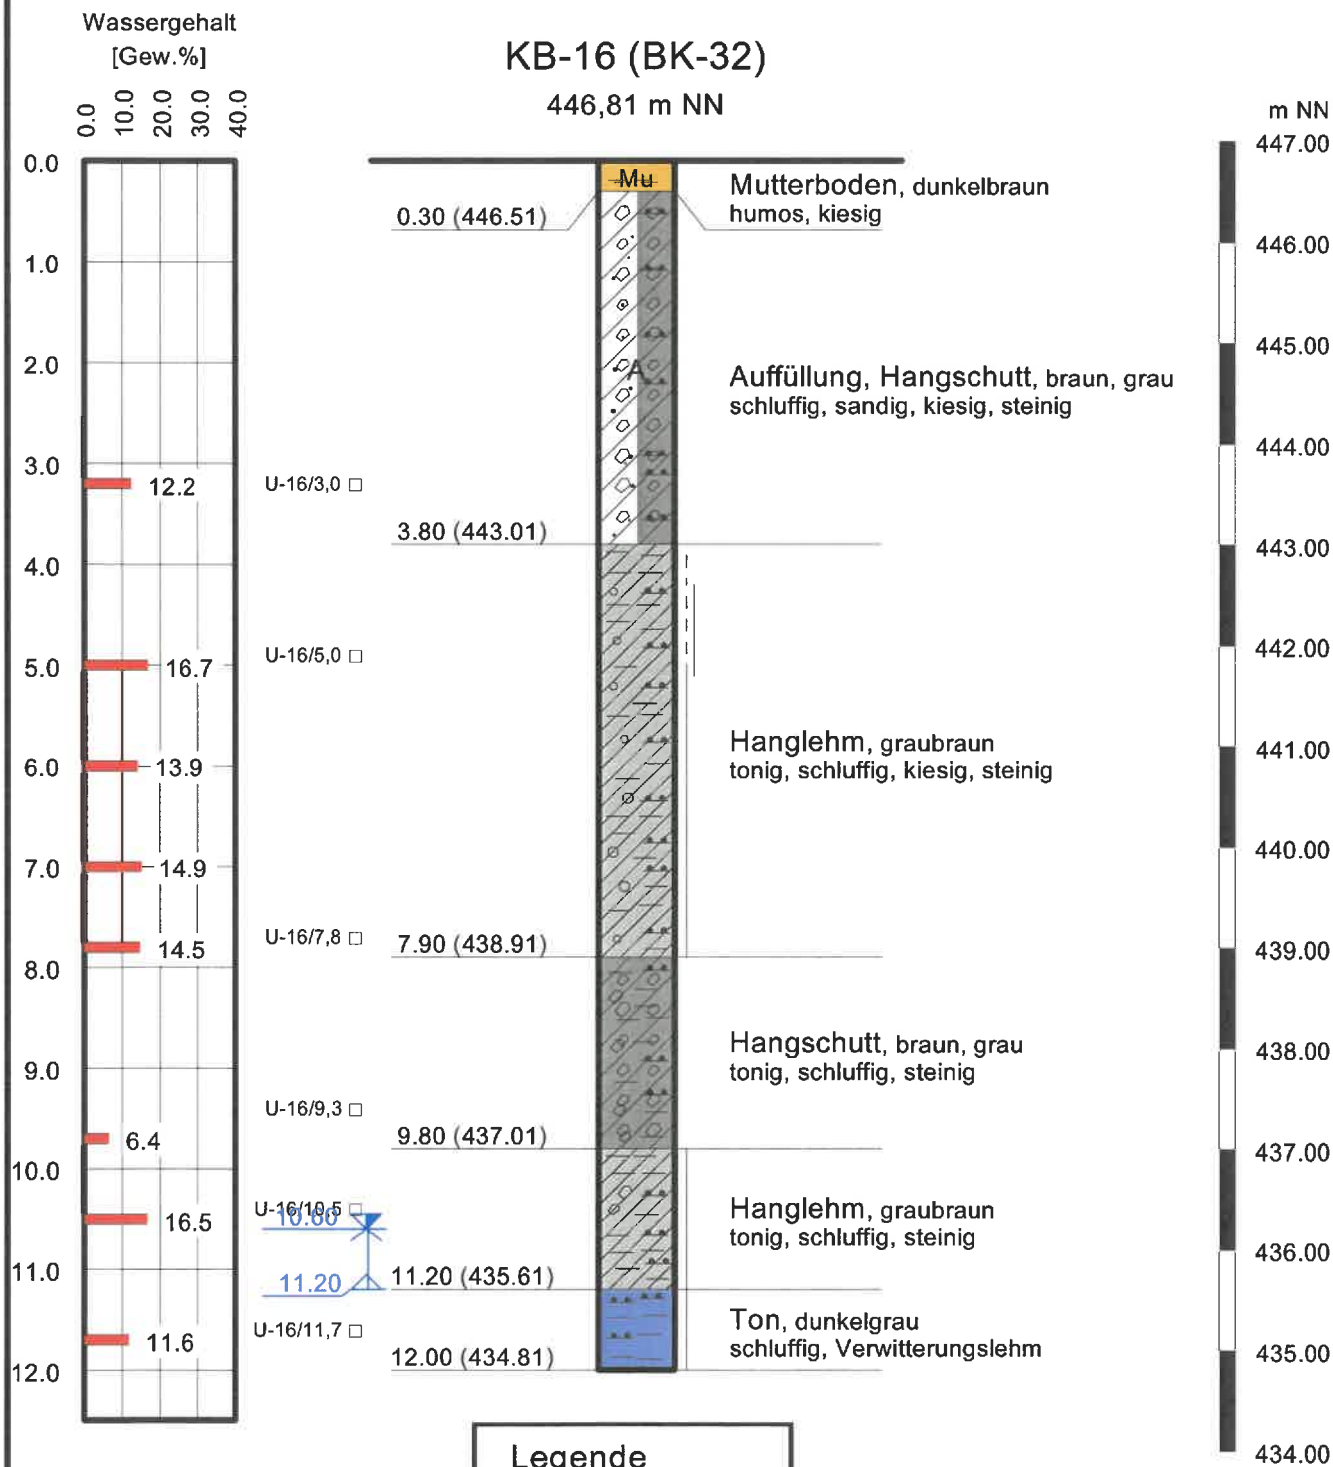 Wassergehalt
[Gew.%]
0.0 10.0 20.0 30.0 40.0
KB-16 (BK-32)
446,81 m NN
m NN
447.00
0.0
Mu
Mutterboden, dunkelbraun
humos, kiesig
0.30 (446.51)
446.00
1.0
445.00
2.0
A
Auffüllung, Hangschutt, braun, grau
schluffig, sandig, kiesig, steinig
444.00
3.0
12.2
U-16/3,0
3.80 (443.01)
443.00
4.0
442.00
5.0
16.7
U-16/5,0
Hanglehm, graubraun
tonig, schluffig, kiesig, steinig
441.00
6.0
13.9
440.00
7.0
14.9
14.5
U-16/7,8
7.90 (438.91)
439.00
8.0
Hangschutt, braun, grau
tonig, schluffig, steinig
438.00
9.0
U-16/9,3
6.4
9.80 (437.01)
437.00
10.0
U-16/10,5
10.60
16.5
Hanglehm, graubraun
tonig, schluffig, steinig
436.00
11.0
11.20
11.20 (435.61)
U-16/11,7
11.6
Ton, dunkelgrau
schluffig, Verwitterungslehm
12.00 (434.81)
435.00
12.0
Legende
434.00